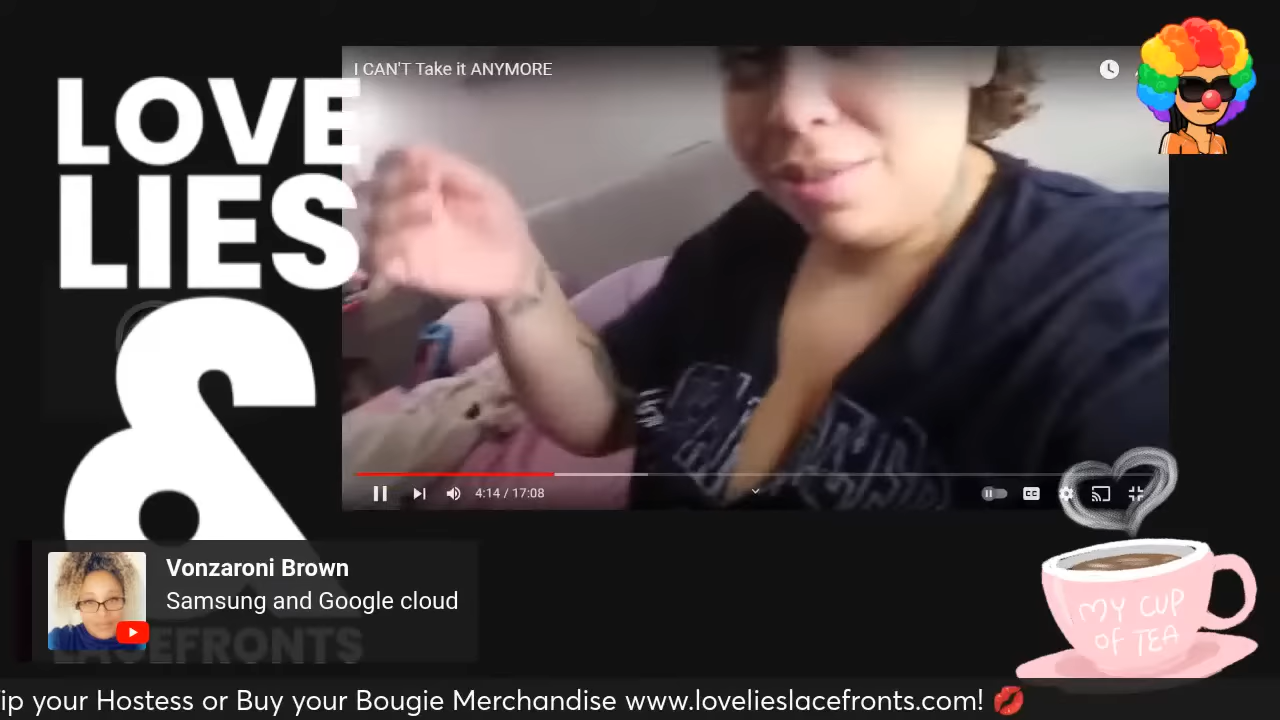 I CAN'T Take it ANYMORE
LOVE
LIES
&
LACEFRONTS
4:14 / 17:08
CC
Vonzaroni Brown
Samsung and Google cloud
MY CUP
OF TEA
ip your Hostess or Buy your Bougie Merchandise www.lovelieslacefronts.com! 💋